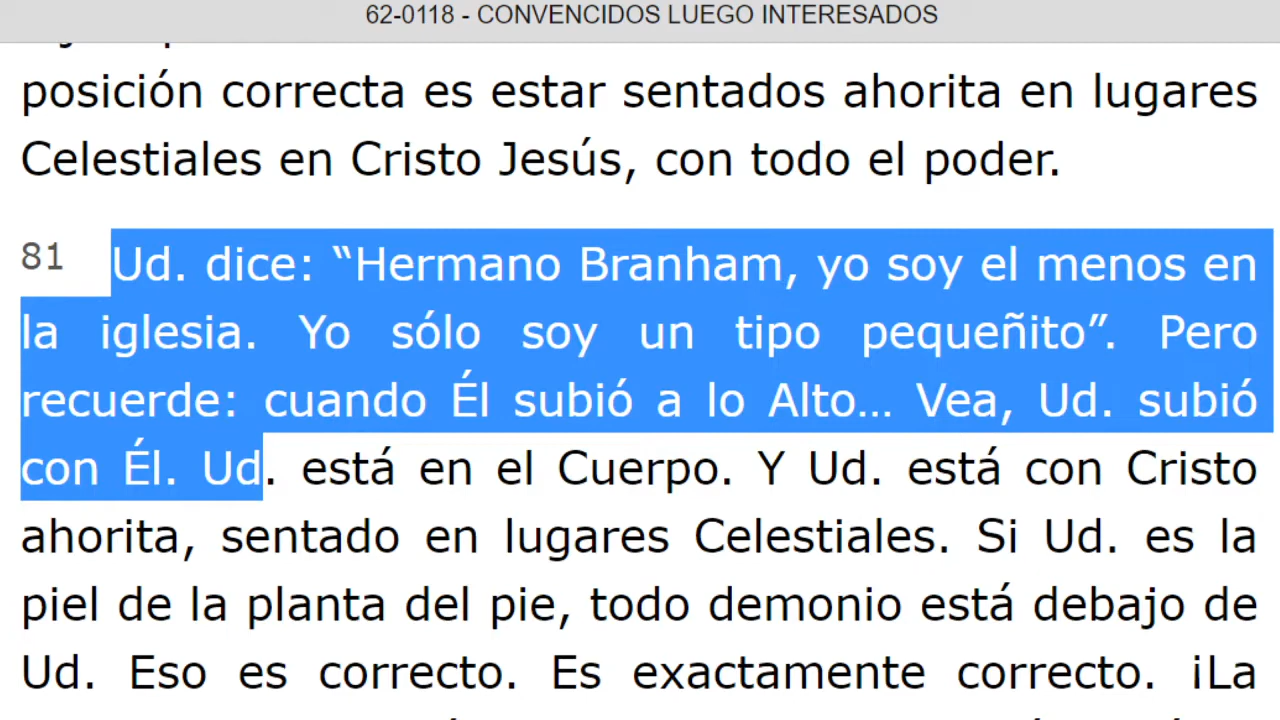 62-0118 - CONVENCIDOS LUEGO INTERESADOS
posición correcta es estar sentados ahorita en lugares
Celestiales en Cristo Jesús, con todo el poder.
81 Ud. dice: “Hermano Branham, yo soy el menos en
la iglesia. Yo sólo soy un tipo pequeñito”. Pero
recuerde: cuando Él subió a lo Alto… Vea, Ud. subió
con Él. Ud. está en el Cuerpo. Y Ud. está con Cristo
ahorita, sentado en lugares Celestiales. Si Ud. es la
piel de la planta del pie, todo demonio está debajo de
Ud. Eso es correcto. Es exactamente correcto. ¡La